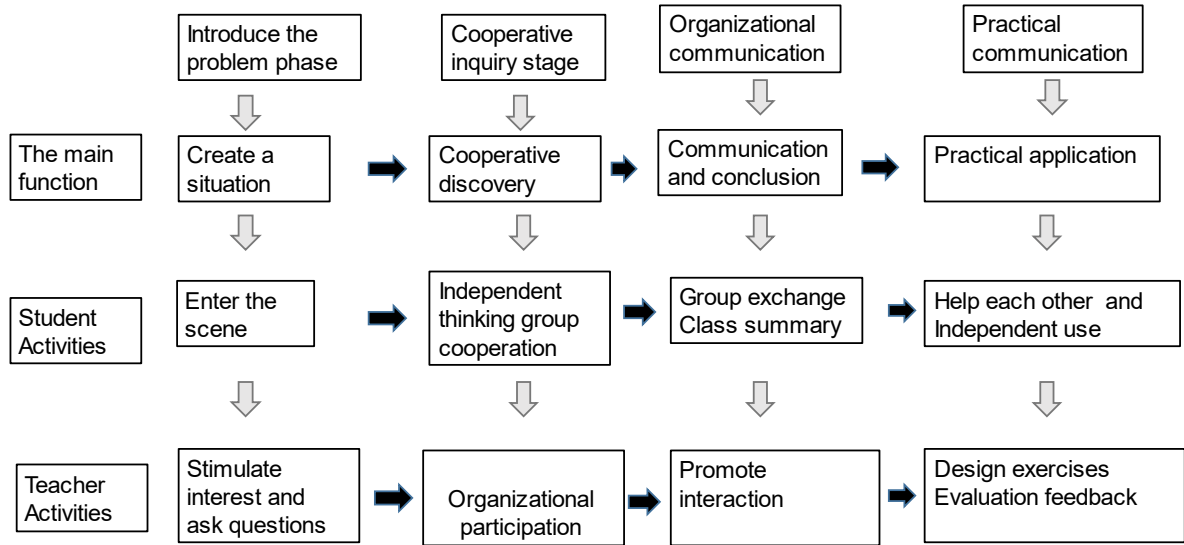 Introduce the
problem phase
Cooperative
inquiry stage
Organizational
communication
Practical
communication
The main
function
Create a
situation
Cooperative
discovery
Communication
and conclusion
Practical application
Student
Activities
Enter the
scene
Independent
thinking group
cooperation
Group exchange
Class summary
Help each other and
Independent use
Teacher
Activities
Stimulate
interest and
ask questions
Organizational
participation
Promote
interaction
Design exercises
Evaluation feedback